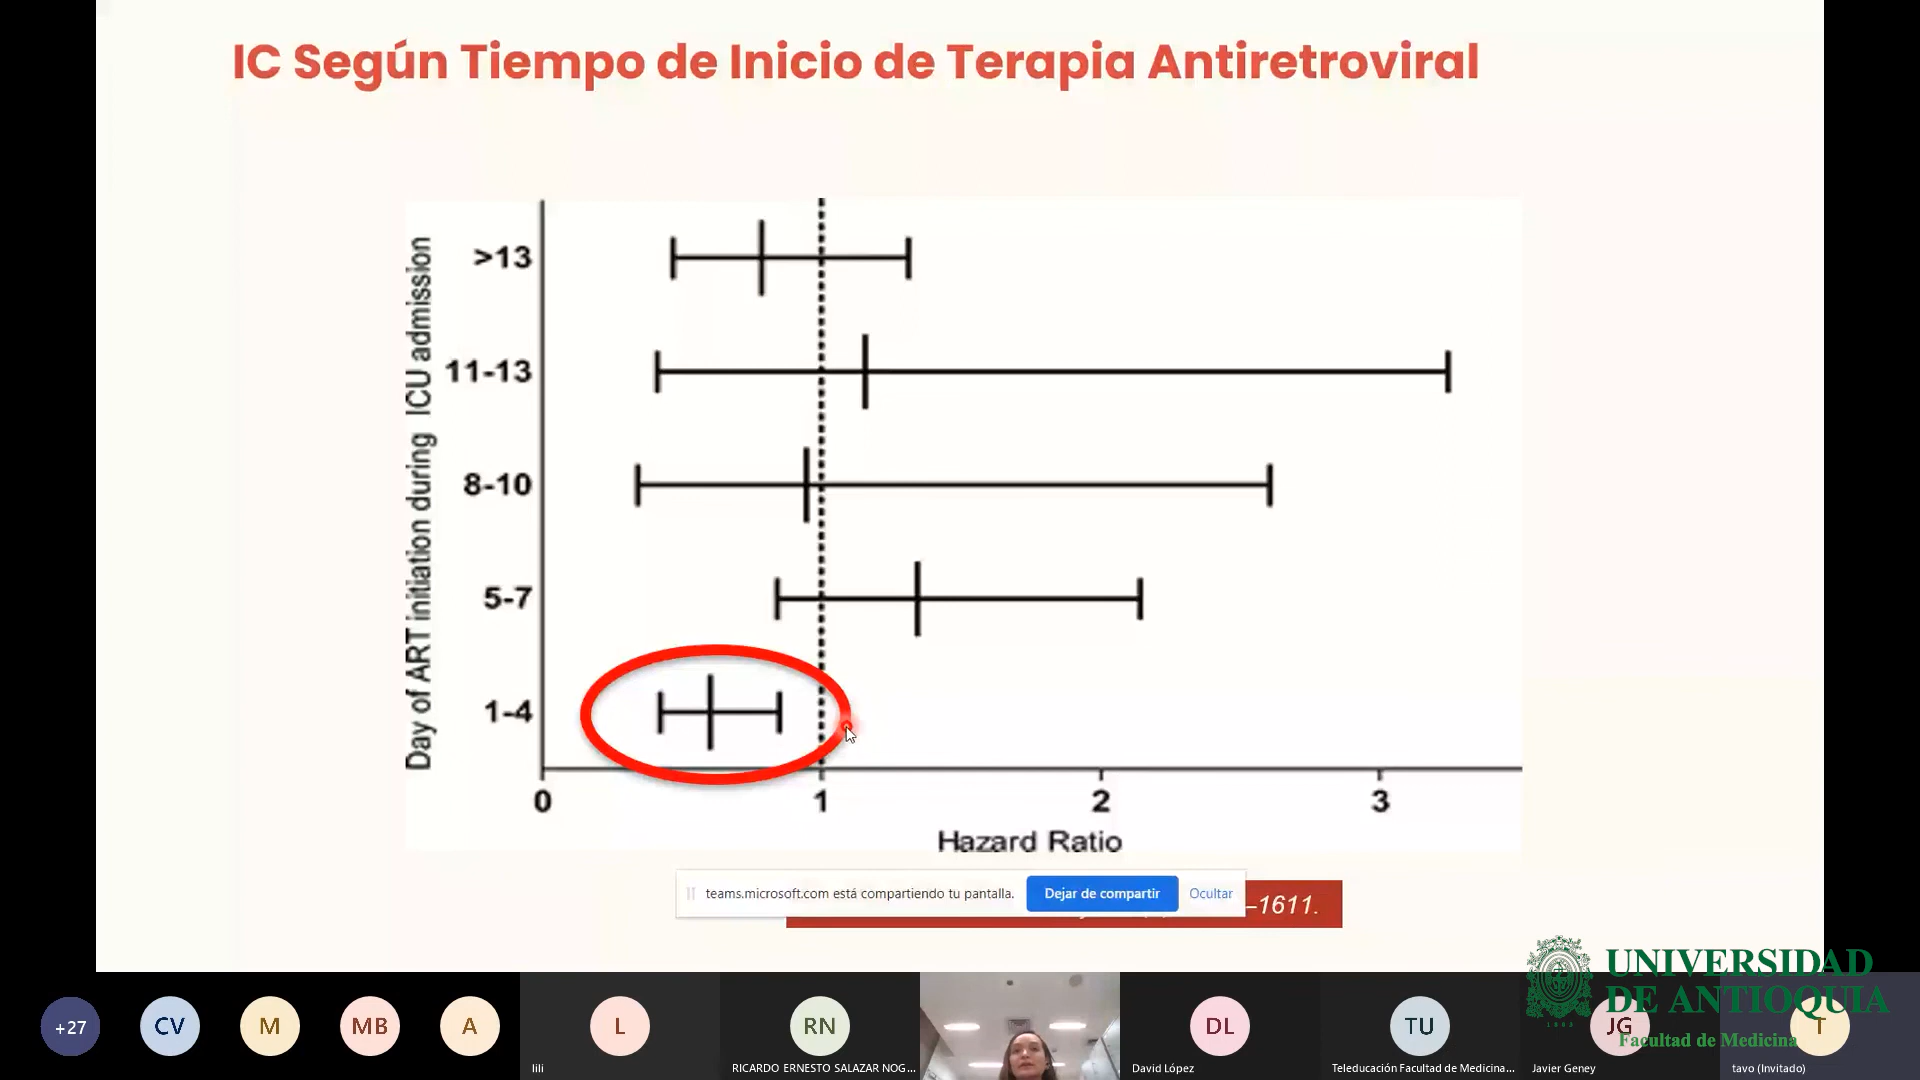 IC Según Tiempo de Inicio de Terapia Antiretroviral
Day of ART initiation during ICU admission
>13
11-13
8-10
5-7
1-4
0 1 2 3
Hazard Ratio
teams.microsoft.com está compartiendo tu pantalla.
Dejar de compartir
Ocultar
–1611.
UNIVERSIDAD
DE ANTIOQUIA
1803
Facultad de Medicina
+27
CV
M
MB
A
L
lili
RN
RICARDO ERNESTO SALAZAR NOG...
DL
David López
TU
Teleducación Facultad de Medicina...
JG
Javier Geney
T
tavo (Invitado)